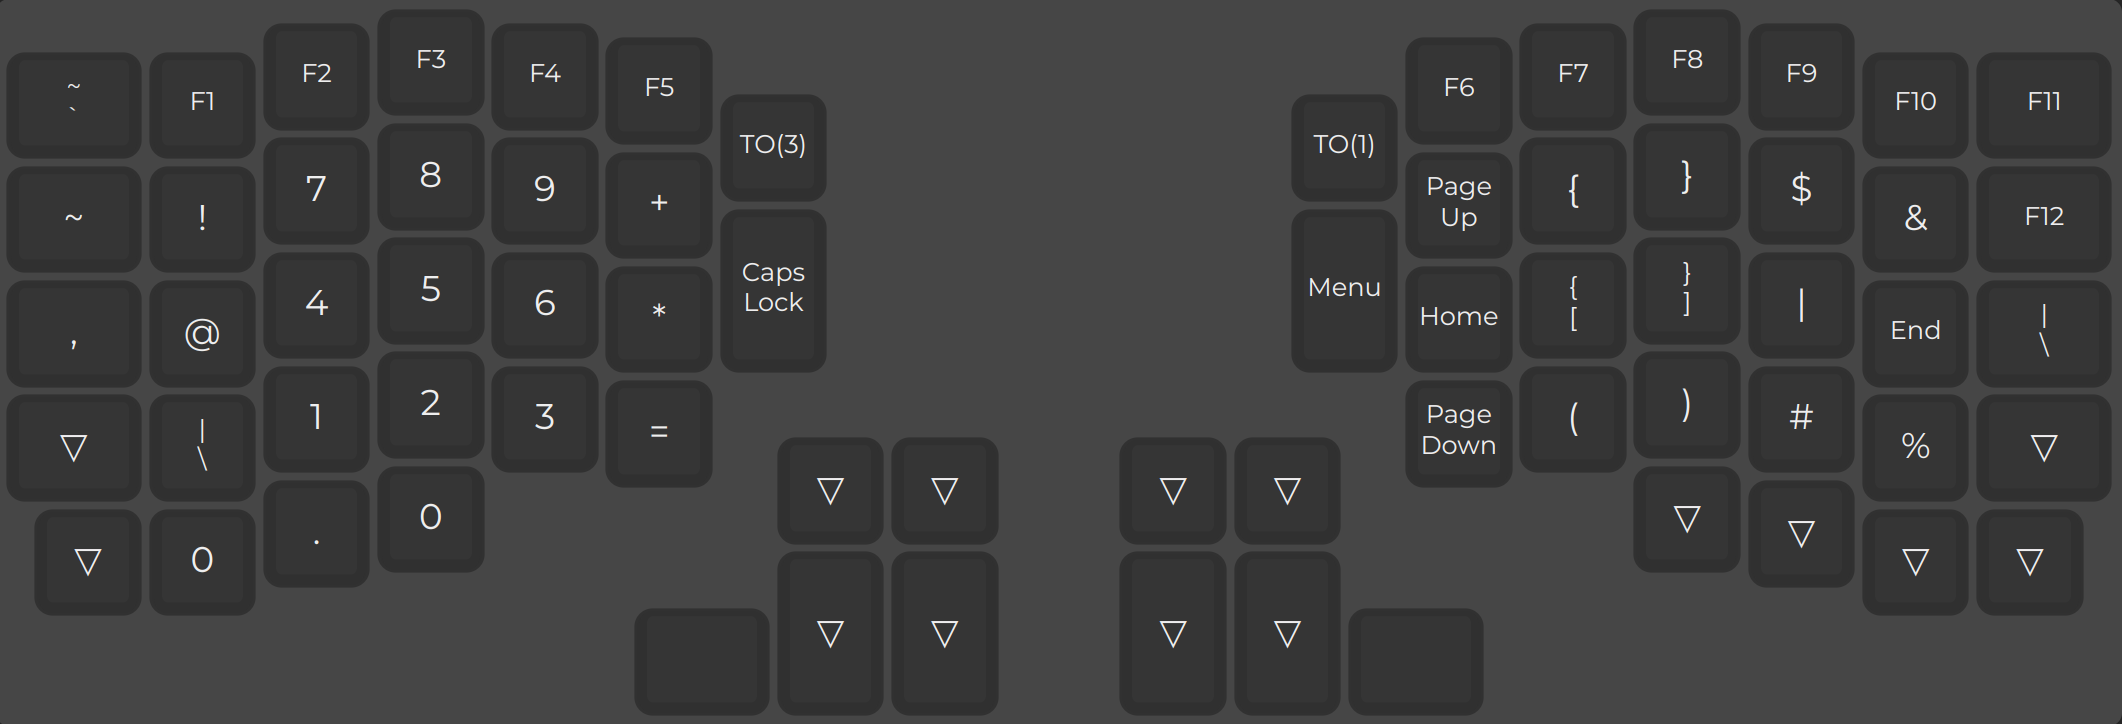 ~
`
F1
F2
F3
F4
F5
TO(3)
~
!
7
8
9
+
Caps
Lock
,
@
4
5
6
*
▽
|
\
1
2
3
=
▽
0
.
0
▽
▽
▽
▽
TO(1)
F6
F7
F8
F9
F10
F11
Menu
Page
Up
{
}
$
&
F12
Home
{
[
}
]
|
End
|
\
Page
Down
(
)
#
%
▽
▽
▽
▽
▽
▽
▽
▽
▽